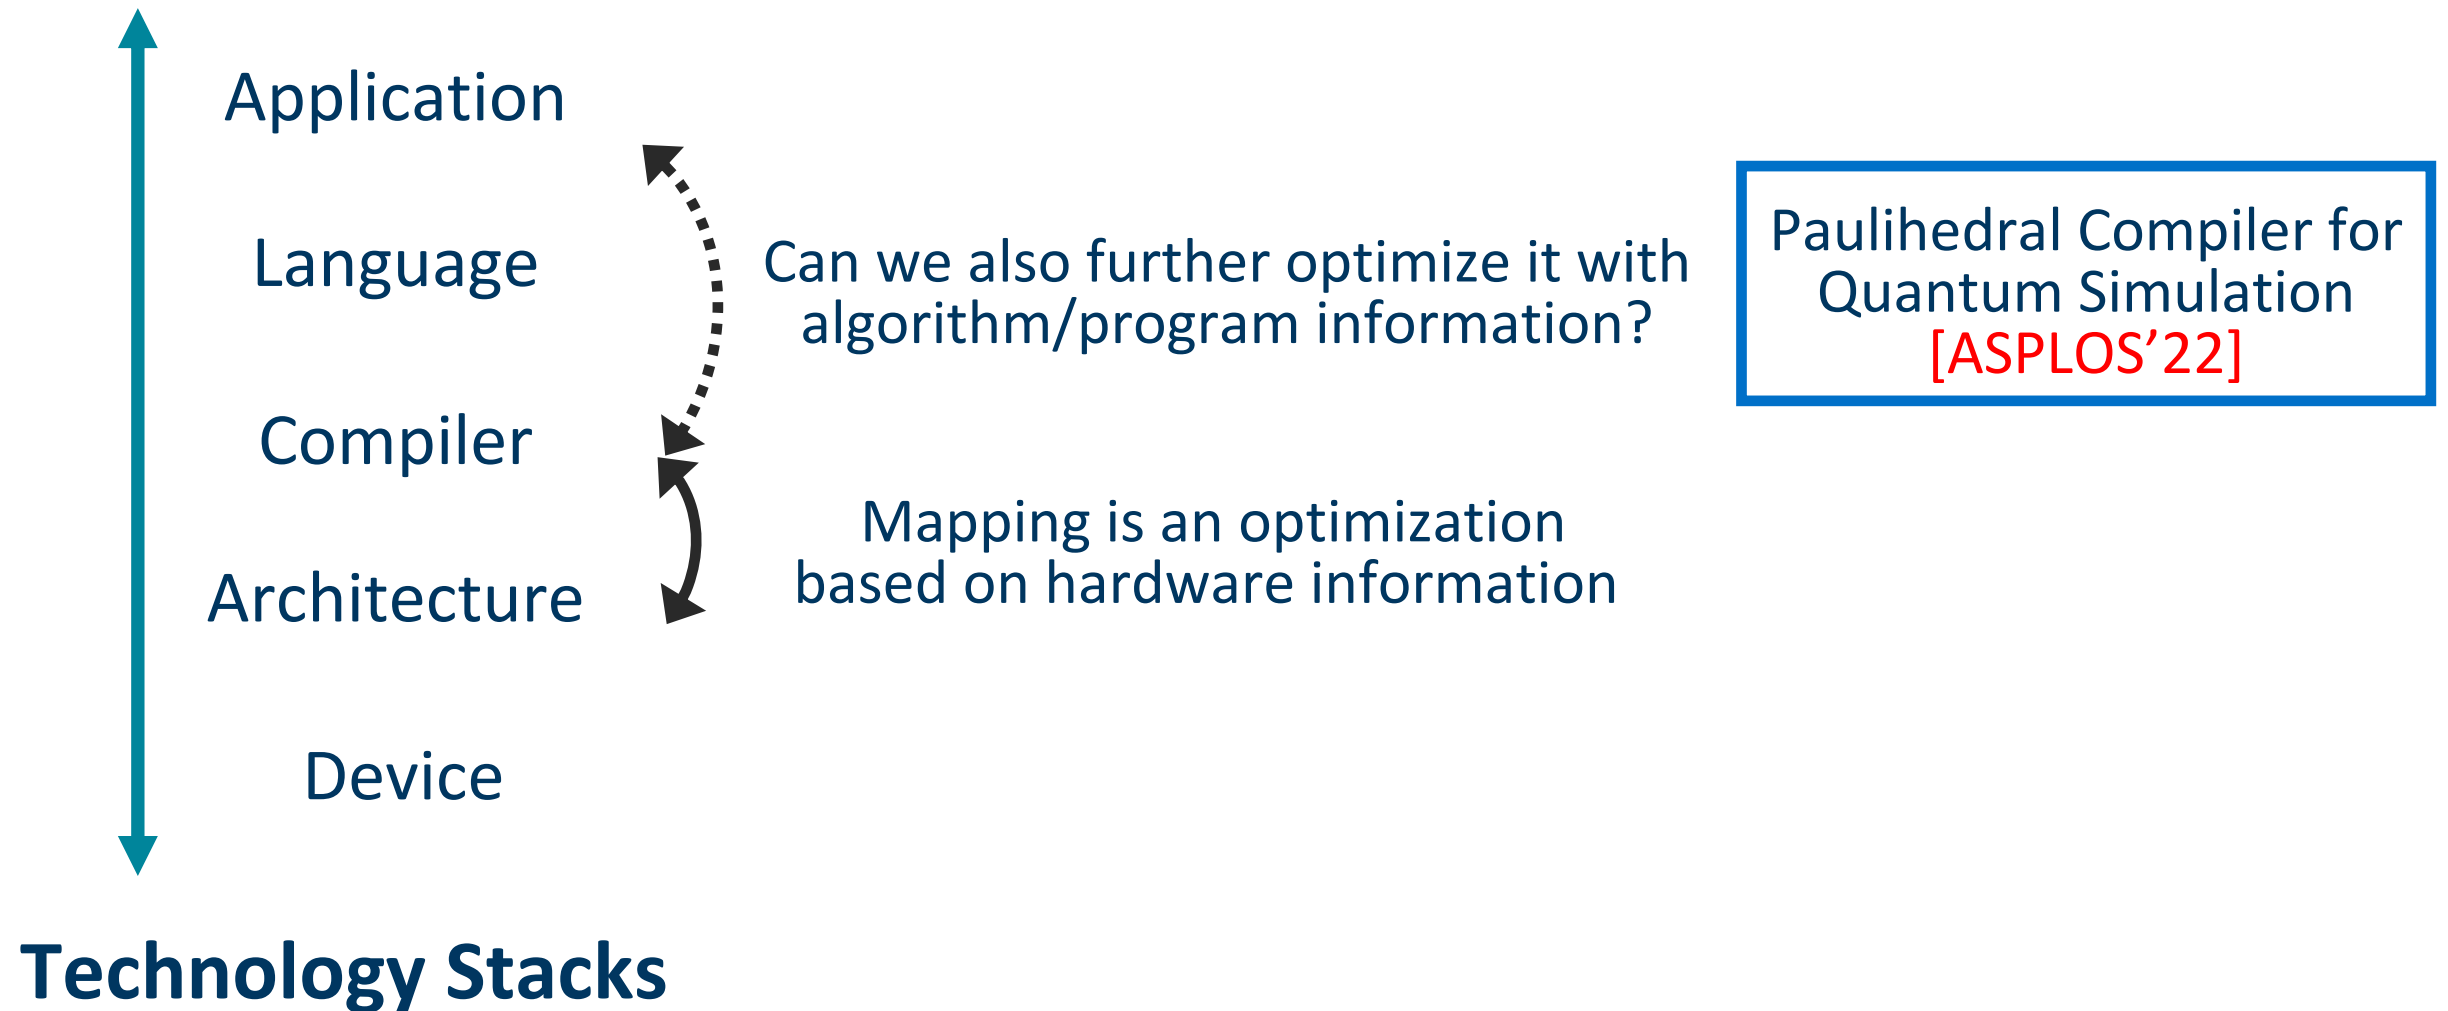 Application
Language
Compiler
Architecture
Device
Technology Stacks
Can we also further optimize it with
algorithm/program information?
Mapping is an optimization
based on hardware information
Paulihedral Compiler for
Quantum Simulation
[ASPLOS’22]